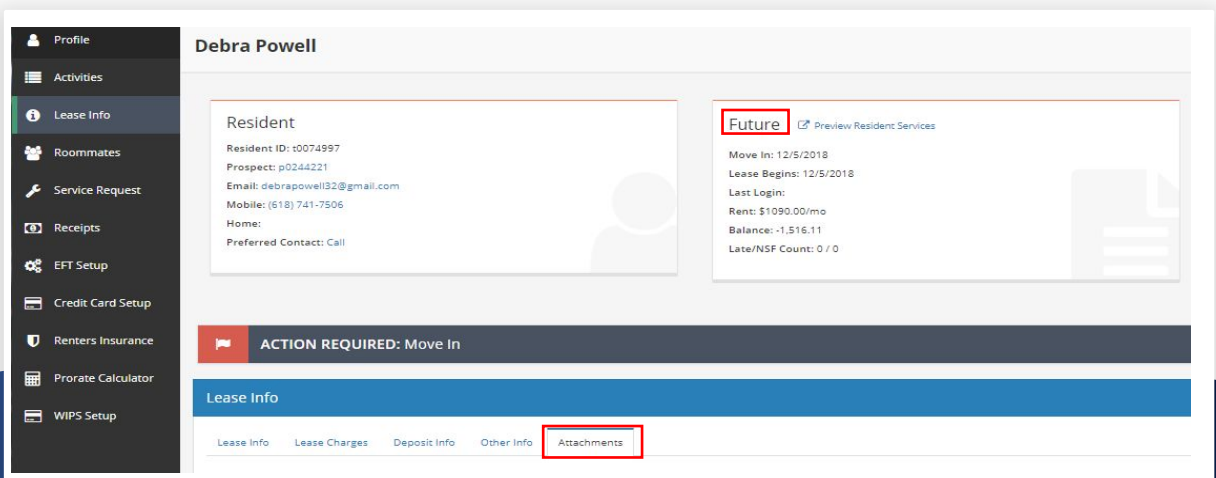 Profile
Activities
Lease Info
Roommates
Service Request
Receipts
EFT Setup
Credit Card Setup
Renters Insurance
Prorate Calculator
WIPS Setup
Debra Powell
Resident
Resident ID: t0074997
Prospect: p0244221
Email: debrapowell32@gmail.com
Mobile: (618) 741-7506
Home:
Preferred Contact: Call
Future Preview Resident Services
Move In: 12/5/2018
Lease Begins: 12/5/2018
Last Login:
Rent: $1090.00/mo
Balance: -1,516.11
Late/NSF Count: 0 / 0
ACTION REQUIRED: Move In
Lease Info
Lease Info Lease Charges Deposit Info Other Info Attachments